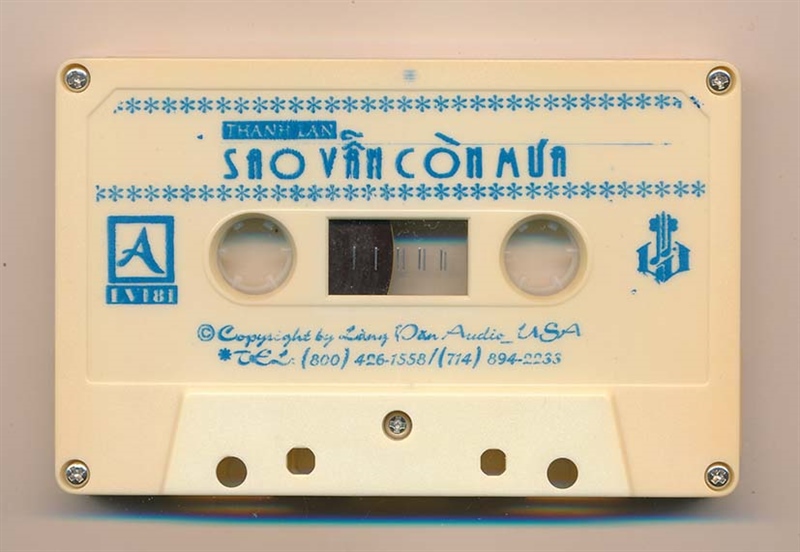 THANH LAN
SAO VẪN CÒN MƯA
A
LV181
©Copyright by Làng Văn Audio_USA
*TEL: (800) 426-1558/(714) 894-2233